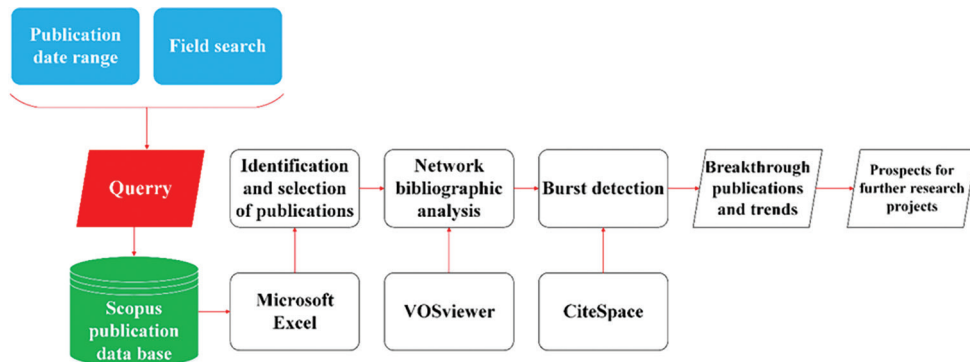 Publication
date range
Field search
Querry
Identification
and selection
of publications
Network
bibliographic
analysis
Burst detection
Breakthrough
publications
and trends
Prospects for
further research
projects
Scopus
publication
data base
Microsoft
Excel
VOSviewer
CiteSpace